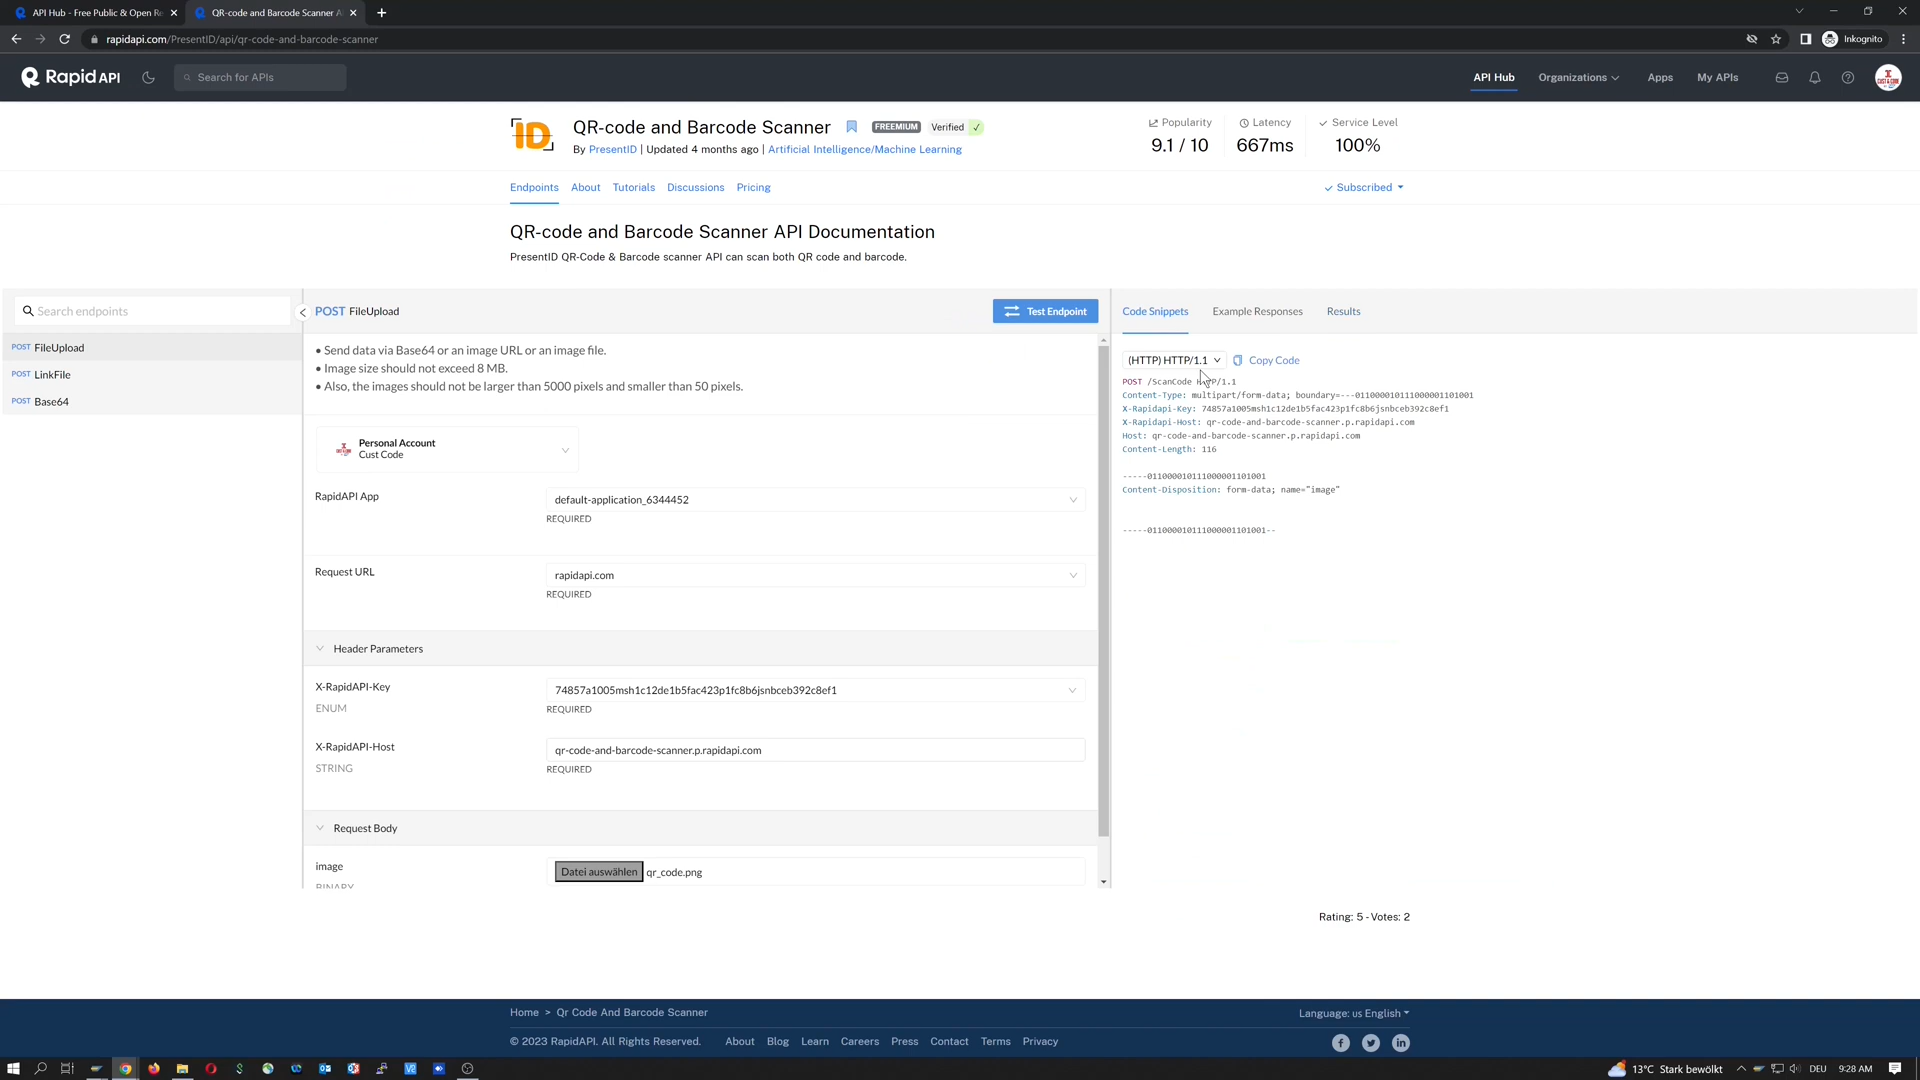 API Hub - Free Public & Open Re
QR-code and Barcode Scanner A
rapidapi.com/PresentID/api/qr-code-and-barcode-scanner
Inkognito
Rapid API
Search for APIs
API Hub
Organizations
Apps
My APIs
ID
QR-code and Barcode Scanner
FREEMIUM
Verified ✓
By PresentID | Updated 4 months ago | Artificial Intelligence/Machine Learning
Popularity
9.1 / 10
Latency
667ms
Service Level
100%
Endpoints
About
Tutorials
Discussions
Pricing
Subscribed
QR-code and Barcode Scanner API Documentation
PresentID QR-Code & Barcode scanner API can scan both QR code and barcode.
Search endpoints
POST FileUpload
POST LinkFile
POST Base64
POST FileUpload
Test Endpoint
• Send data via Base64 or an image URL or an image file.
• Image size should not exceed 8 MB.
• Also, the images should not be larger than 5000 pixels and smaller than 50 pixels.
Personal Account
Cust Code
RapidAPI App
default-application_6344452
REQUIRED
Request URL
rapidapi.com
REQUIRED
Header Parameters
X-RapidAPI-Key
ENUM
74857a1005msh1c12de1b5fac423p1fc8b6jsnbceb392c8ef1
REQUIRED
X-RapidAPI-Host
STRING
qr-code-and-barcode-scanner.p.rapidapi.com
REQUIRED
Request Body
image
BINARY
Datei auswählen
qr_code.png
Code Snippets
Example Responses
Results
(HTTP) HTTP/1.1
Copy Code
POST /ScanCode HTTP/1.1
Content-Type: multipart/form-data; boundary=---011000010111000001101001
X-Rapidapi-Key: 74857a1005msh1c12de1b5fac423p1fc8b6jsnbceb392c8ef1
X-Rapidapi-Host: qr-code-and-barcode-scanner.p.rapidapi.com
Host: qr-code-and-barcode-scanner.p.rapidapi.com
Content-Length: 116
-----011000010111000001101001
Content-Disposition: form-data; name="image"
-----011000010111000001101001--
Rating: 5 - Votes: 2
Home > Qr Code And Barcode Scanner
Language: us English
© 2023 RapidAPI. All Rights Reserved.
About
Blog
Learn
Careers
Press
Contact
Terms
Privacy
13°C Stark bewölkt
DEU
9:28 AM